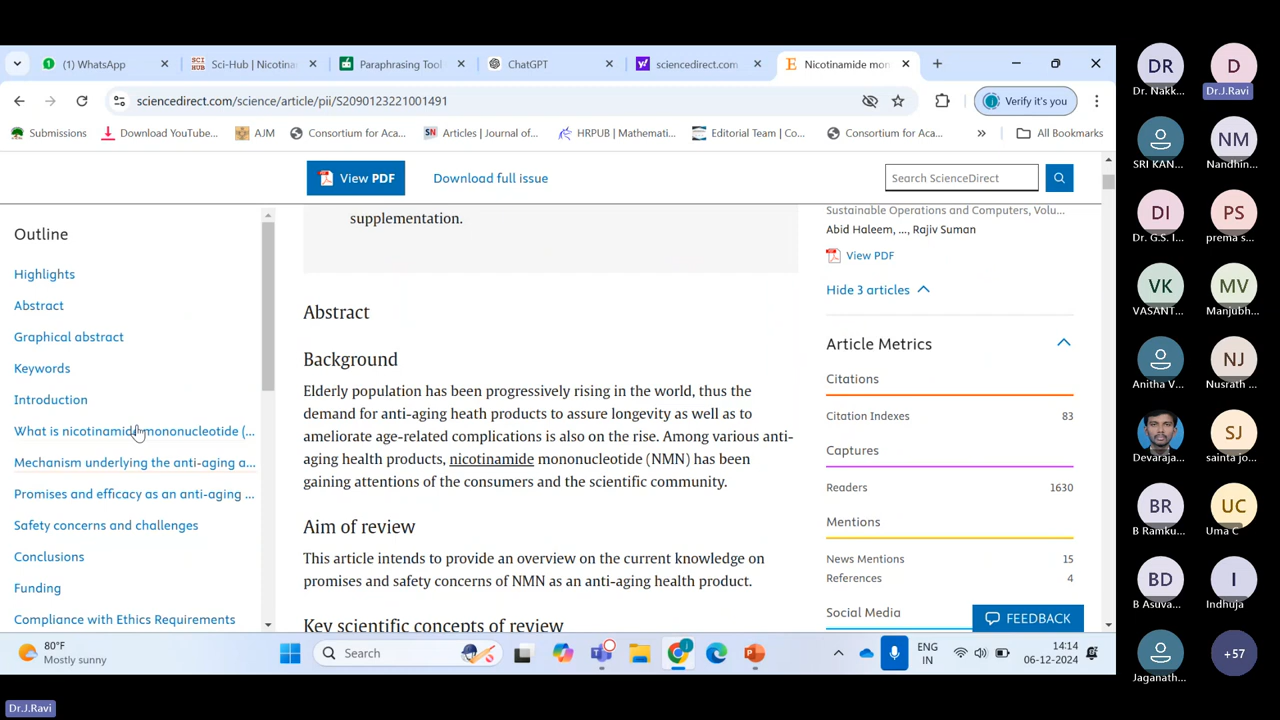 (1) WhatsApp
Sci-Hub | Nicotina
Paraphrasing Tool
ChatGPT
sciencedirect.com
Nicotinamide mon
sciencedirect.com/science/article/pii/S2090123221001491
Verify it's you
Submissions
Download YouTube...
AJM
Consortium for Aca...
Articles | Journal of...
HRPUB | Mathemati...
Editorial Team | Co...
Consortium for Aca...
»
All Bookmarks
View PDF
Download full issue
Search ScienceDirect
Outline
Highlights
Abstract
Graphical abstract
Keywords
Introduction
What is nicotinamide mononucleotide (...
Mechanism underlying the anti-aging a...
Promises and efficacy as an anti-aging ...
Safety concerns and challenges
Conclusions
Funding
Compliance with Ethics Requirements
supplementation.
Abstract
Background
Elderly population has been progressively rising in the world, thus the
demand for anti-aging heath products to assure longevity as well as to
ameliorate age-related complications is also on the rise. Among various anti-
aging health products, nicotinamide mononucleotide (NMN) has been
gaining attentions of the consumers and the scientific community.
Aim of review
This article intends to provide an overview on the current knowledge on
promises and safety concerns of NMN as an anti-aging health product.
Key scientific concepts of review
Sustainable Operations and Computers, Volu...
Abid Haleem, ..., Rajiv Suman
View PDF
Hide 3 articles
Article Metrics
Citations
Citation Indexes 83
Captures
Readers 1630
Mentions
News Mentions 15
References 4
Social Media
FEEDBACK
80°F
Mostly sunny
Search
ENG
IN
14:14
06-12-2024
DR
Dr. Nakk...
D
Dr.J.Ravi
SRI KAN...
NM
Nandhin...
DI
Dr. G.S. I...
PS
prema s...
VK
VASANT...
MV
Manjubh...
Anitha V...
NJ
Nusrath ...
Devaraja...
SJ
sainta jo...
BR
B Ramku...
UC
Uma C
BD
B Asuva...
I
Indhuja
Jaganath...
+57
Dr.J.Ravi